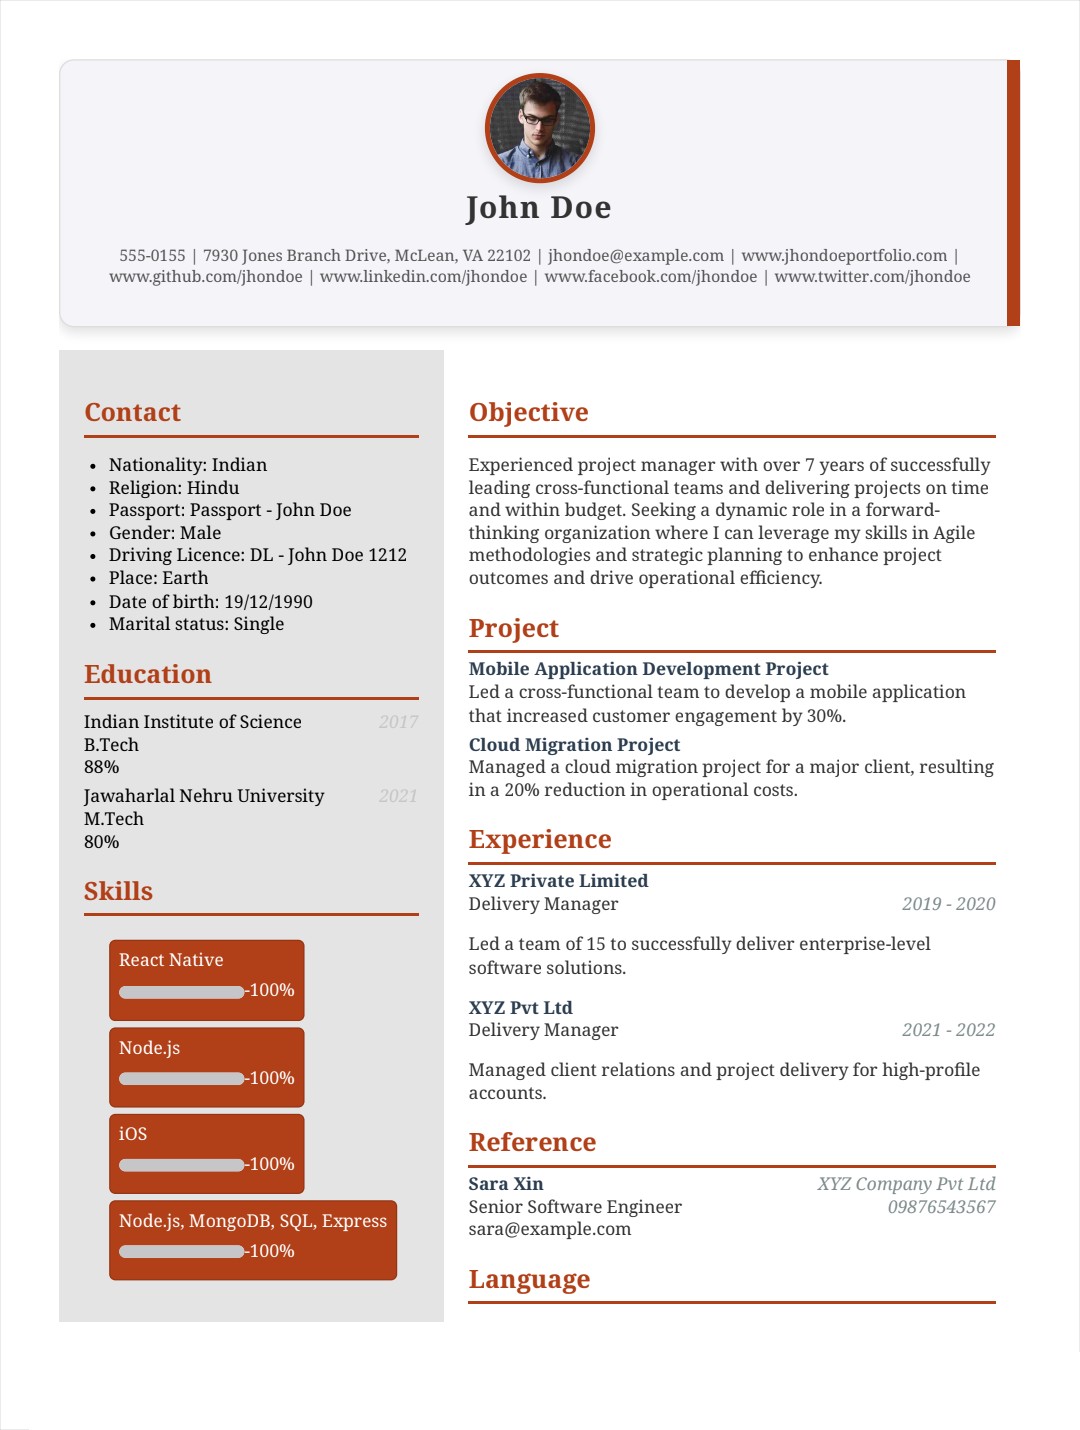 John Doe
555-0155 | 7930 Jones Branch Drive, McLean, VA 22102 | jhondoe@example.com | www.jhondoeportfolio.com |
www.github.com/jhondoe | www.linkedin.com/jhondoe | www.facebook.com/jhondoe | www.twitter.com/jhondoe
Contact
• Nationality: Indian
• Religion: Hindu
• Passport: Passport - John Doe
• Gender: Male
• Driving Licence: DL - John Doe 1212
• Place: Earth
• Date of birth: 19/12/1990
• Marital status: Single
Education
Indian Institute of Science 2017
B.Tech
88%
Jawaharlal Nehru University 2021
M.Tech
80%
Skills
React Native
-100%
Node.js
-100%
iOS
-100%
Node.js, MongoDB, SQL, Express
-100%
Objective
Experienced project manager with over 7 years of successfully
leading cross-functional teams and delivering projects on time
and within budget. Seeking a dynamic role in a forward-
thinking organization where I can leverage my skills in Agile
methodologies and strategic planning to enhance project
outcomes and drive operational efficiency.
Project
Mobile Application Development Project
Led a cross-functional team to develop a mobile application
that increased customer engagement by 30%.
Cloud Migration Project
Managed a cloud migration project for a major client, resulting
in a 20% reduction in operational costs.
Experience
XYZ Private Limited
Delivery Manager 2019 - 2020
Led a team of 15 to successfully deliver enterprise-level
software solutions.
XYZ Pvt Ltd
Delivery Manager 2021 - 2022
Managed client relations and project delivery for high-profile
accounts.
Reference
Sara Xin XYZ Company Pvt Ltd
Senior Software Engineer 09876543567
sara@example.com
Language